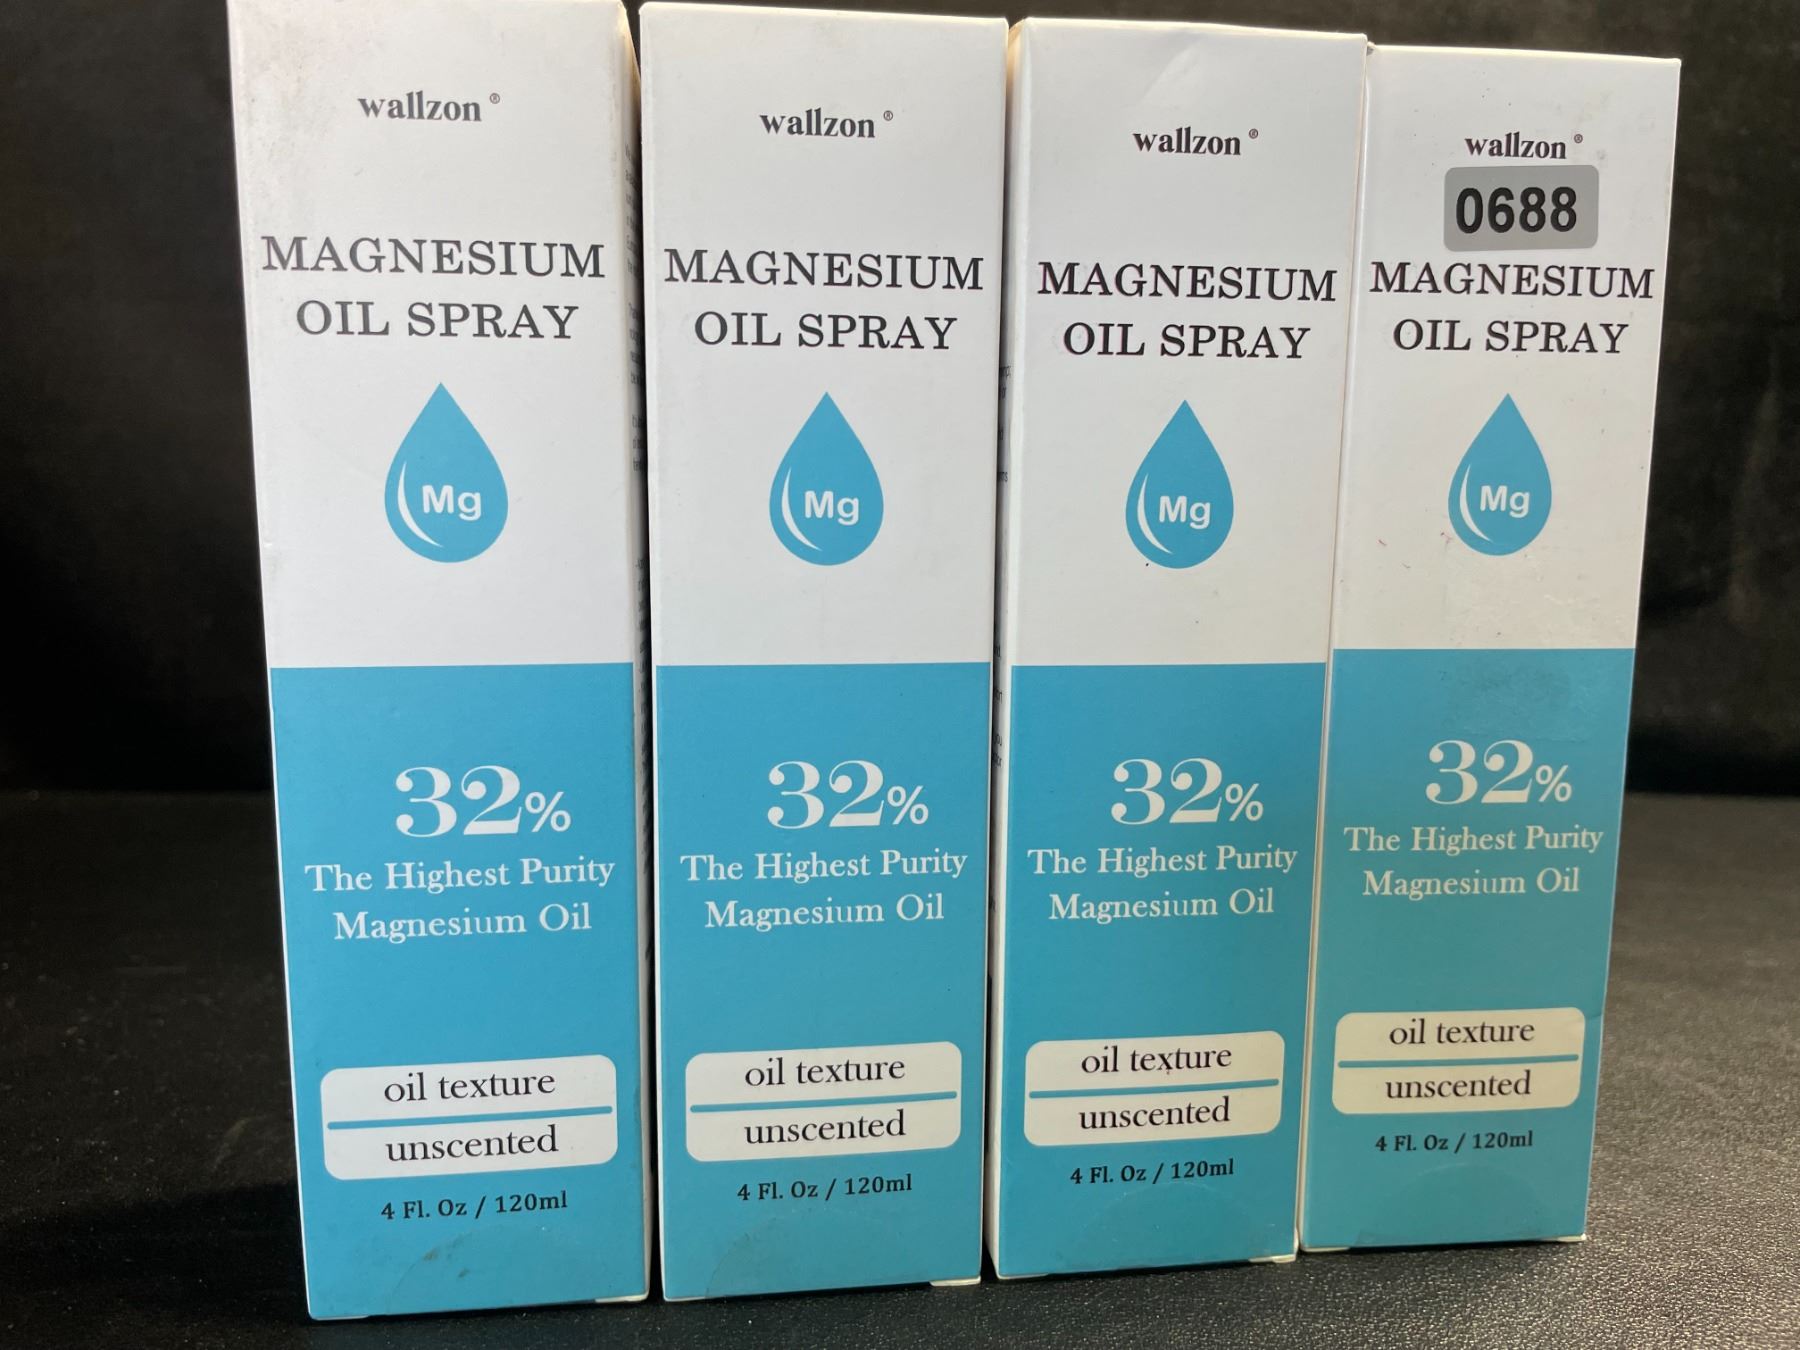 wallzon®
MAGNESIUM
OIL SPRAY
Mg
32%
The Highest Purity
Magnesium Oil
oil texture
unscented
4 Fl. Oz / 120ml
wallzon®
MAGNESIUM
OIL SPRAY
Mg
32%
The Highest Purity
Magnesium Oil
oil texture
unscented
4 Fl. Oz / 120ml
wallzon®
MAGNESIUM
OIL SPRAY
Mg
32%
The Highest Purity
Magnesium Oil
oil texture
unscented
4 Fl. Oz / 120ml
wallzon®
0688
MAGNESIUM
OIL SPRAY
Mg
32%
The Highest Purity
Magnesium Oil
oil texture
unscented
4 Fl. Oz / 120ml